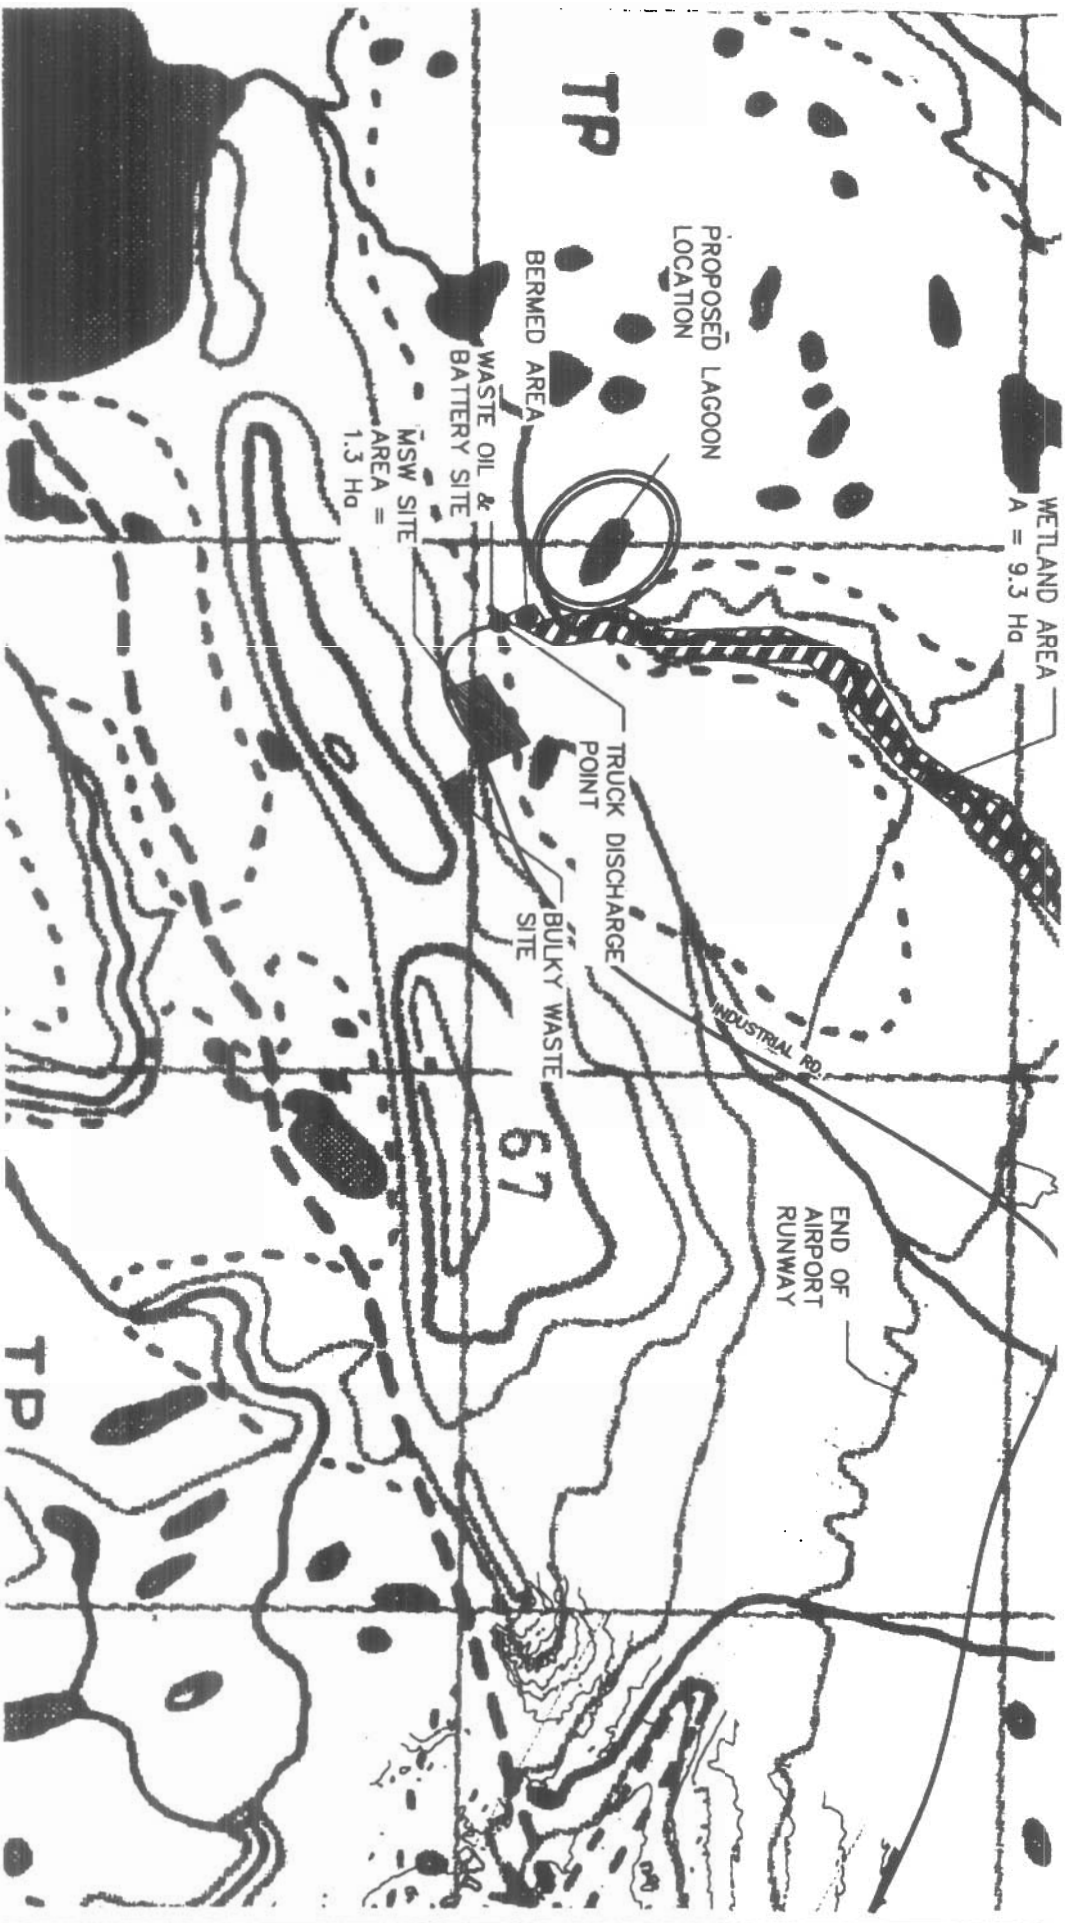 WETLAND AREA
A = 9.3 Ha
TP
PROPOSED LAGOON
LOCATION
BERMED AREA
WASTE OIL &
BATTERY SITE
MSW SITE
AREA =
1.3 Ha
TRUCK DISCHARGE
POINT
BULKY WASTE
SITE
INDUSTRIAL RD.
67
END OF
AIRPORT
RUNWAY
TP